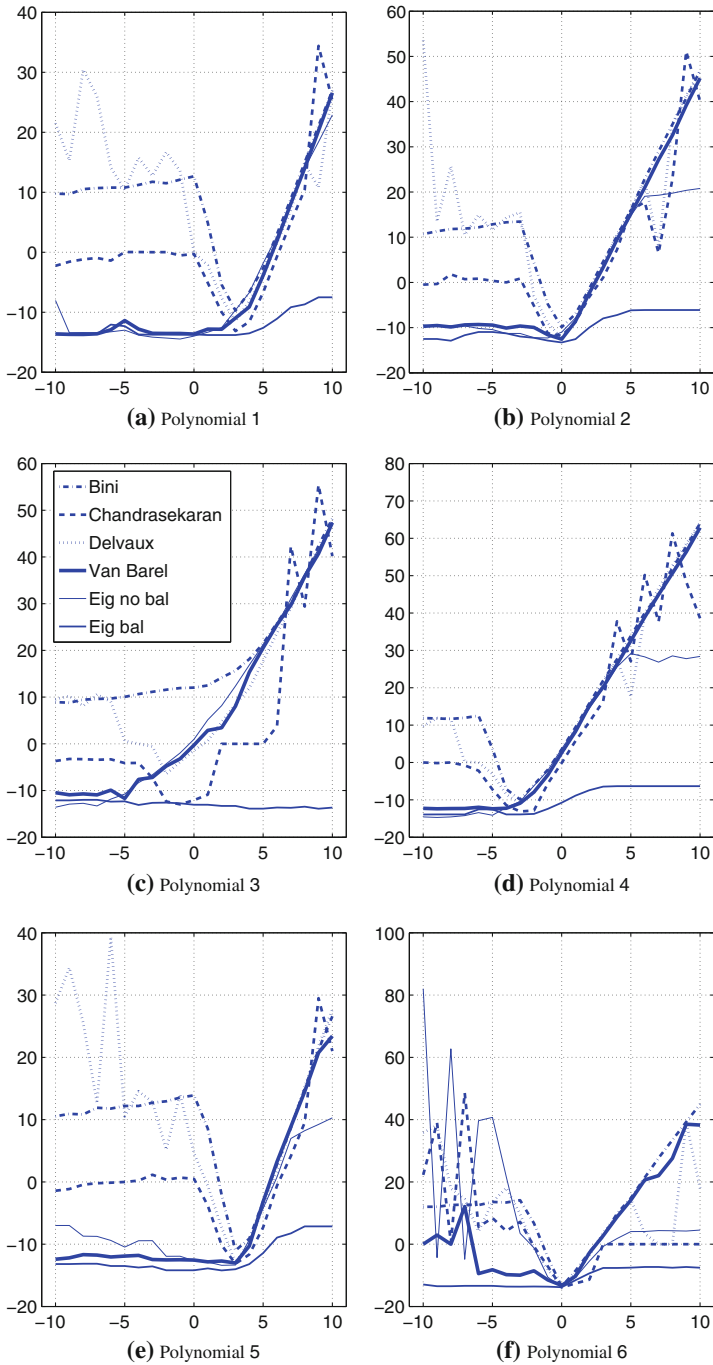 40
30
20
10
0
−10
−20
−10 −5 0 5 10
(a) Polynomial 1
60
50
40
30
20
10
0
−10
−20
−10 −5 0 5 10
(b) Polynomial 2
60
50
40
30
20
10
0
−10
−20
−10 −5 0 5 10
Bini
Chandrasekaran
Delvaux
Van Barel
Eig no bal
Eig bal
(c) Polynomial 3
80
70
60
50
40
30
20
10
0
−10
−20
−10 −5 0 5 10
(d) Polynomial 4
40
30
20
10
0
−10
−20
−10 −5 0 5 10
(e) Polynomial 5
100
80
60
40
20
0
−20
−10 −5 0 5 10
(f) Polynomial 6